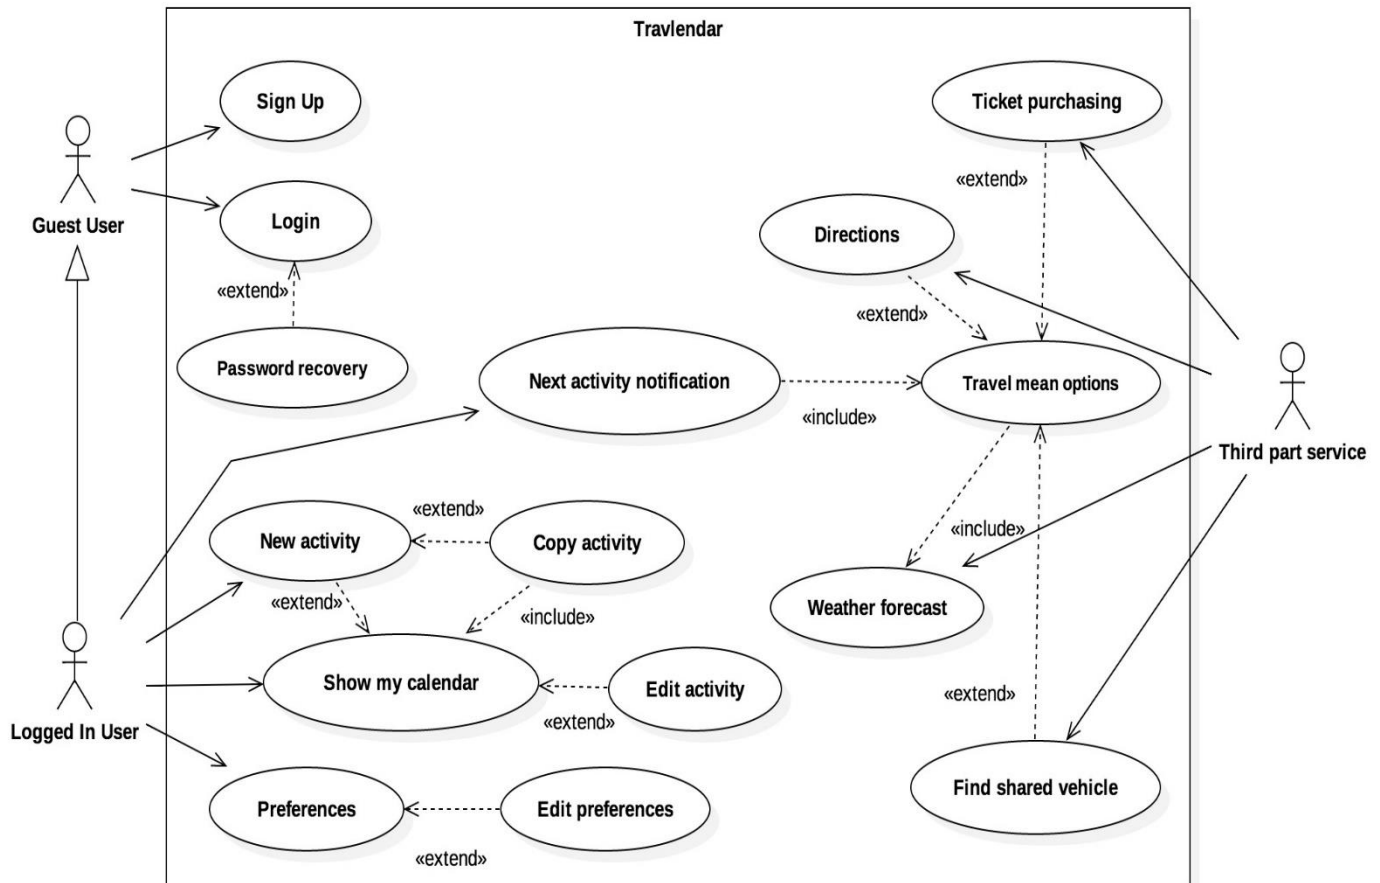 Travlendar
Sign Up
Ticket purchasing
«extend»
Guest User
Login
Directions
«extend»
«extend»
Password recovery
Next activity notification
«include»
Travel mean options
Third part service
«extend»
New activity
Copy activity
«include»
«extend»
«include»
Weather forecast
Show my calendar
Edit activity
«extend»
«extend»
Logged In User
Preferences
Edit preferences
«extend»
Find shared vehicle